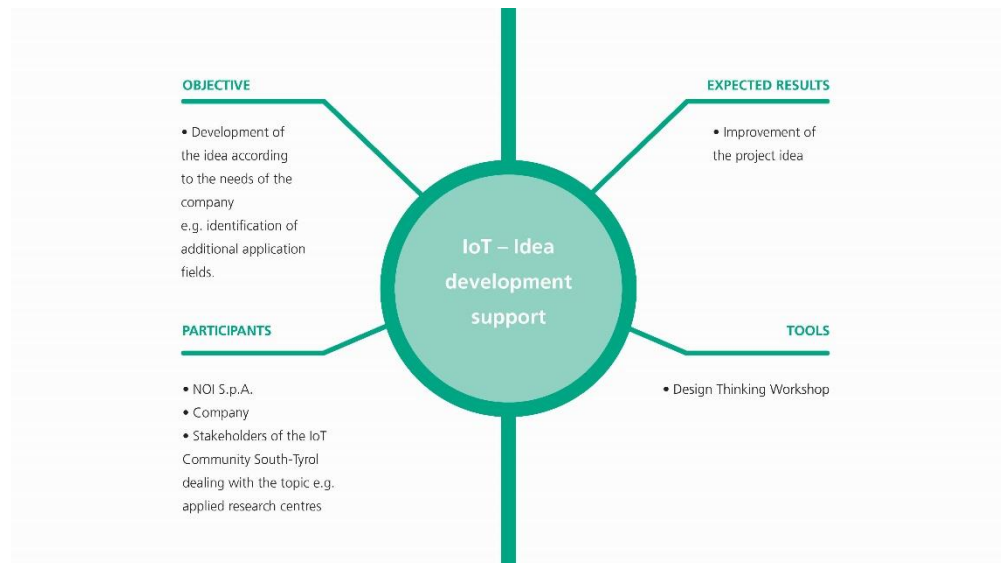 OBJECTIVE
• Development of
the idea according
to the needs of the
company
e.g. identification of
additional application
fields.
EXPECTED RESULTS
• Improvement of
the project idea
IoT – Idea
development
support
PARTICIPANTS
• NOI S.p.A.
• Company
• Stakeholders of the IoT
Community South-Tyrol
dealing with the topic e.g.
applied research centres
TOOLS
• Design Thinking Workshop